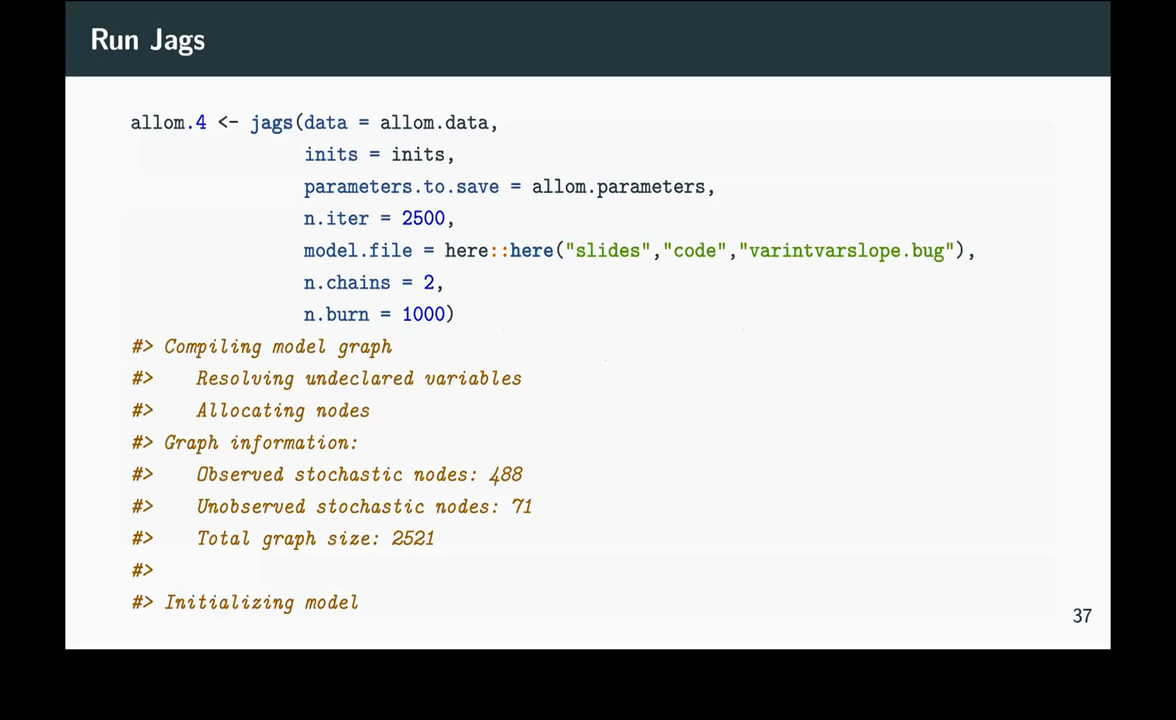 Run Jags
allom.4 <- jags(data = allom.data,
inits = inits,
parameters.to.save = allom.parameters,
n.iter = 2500,
model.file = here::here("slides","code","varintvarslope.bug"),
n.chains = 2,
n.burn = 1000)
#> Compiling model graph
#>    Resolving undeclared variables
#>    Allocating nodes
#> Graph information:
#>    Observed stochastic nodes: 488
#>    Unobserved stochastic nodes: 71
#>    Total graph size: 2521
#>
#> Initializing model
37